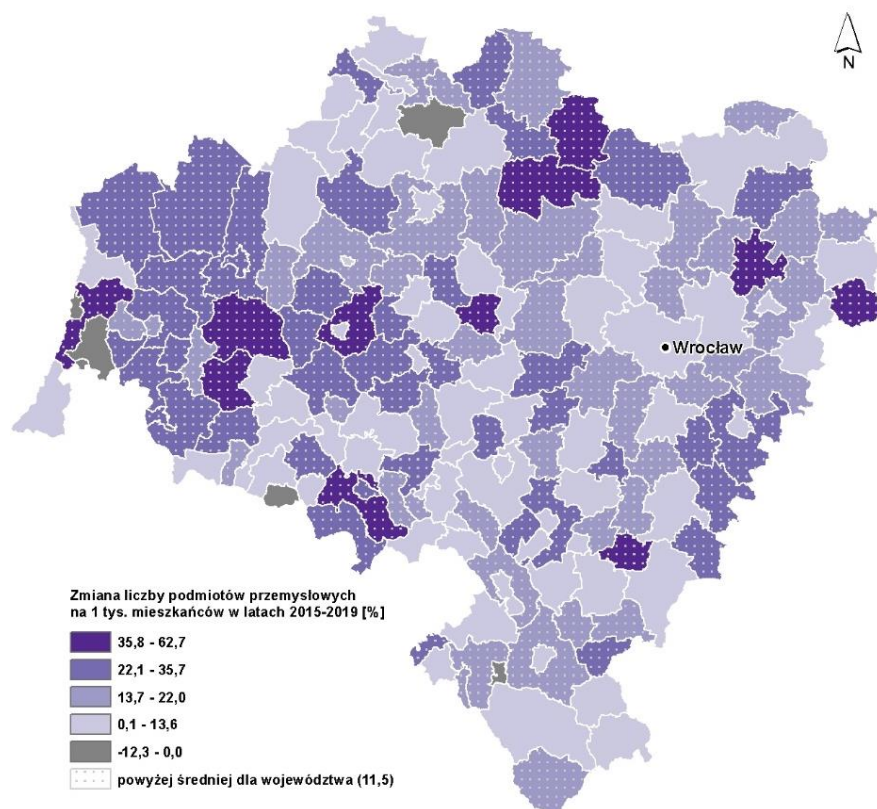 N
Wrocław
Zmiana liczby podmiotów przemysłowych
na 1 tys. mieszkańców w latach 2015-2019 [%]
35,8 - 62,7
22,1 - 35,7
13,7 - 22,0
0,1 - 13,6
-12,3 - 0,0
powyżej średniej dla województwa (11,5)